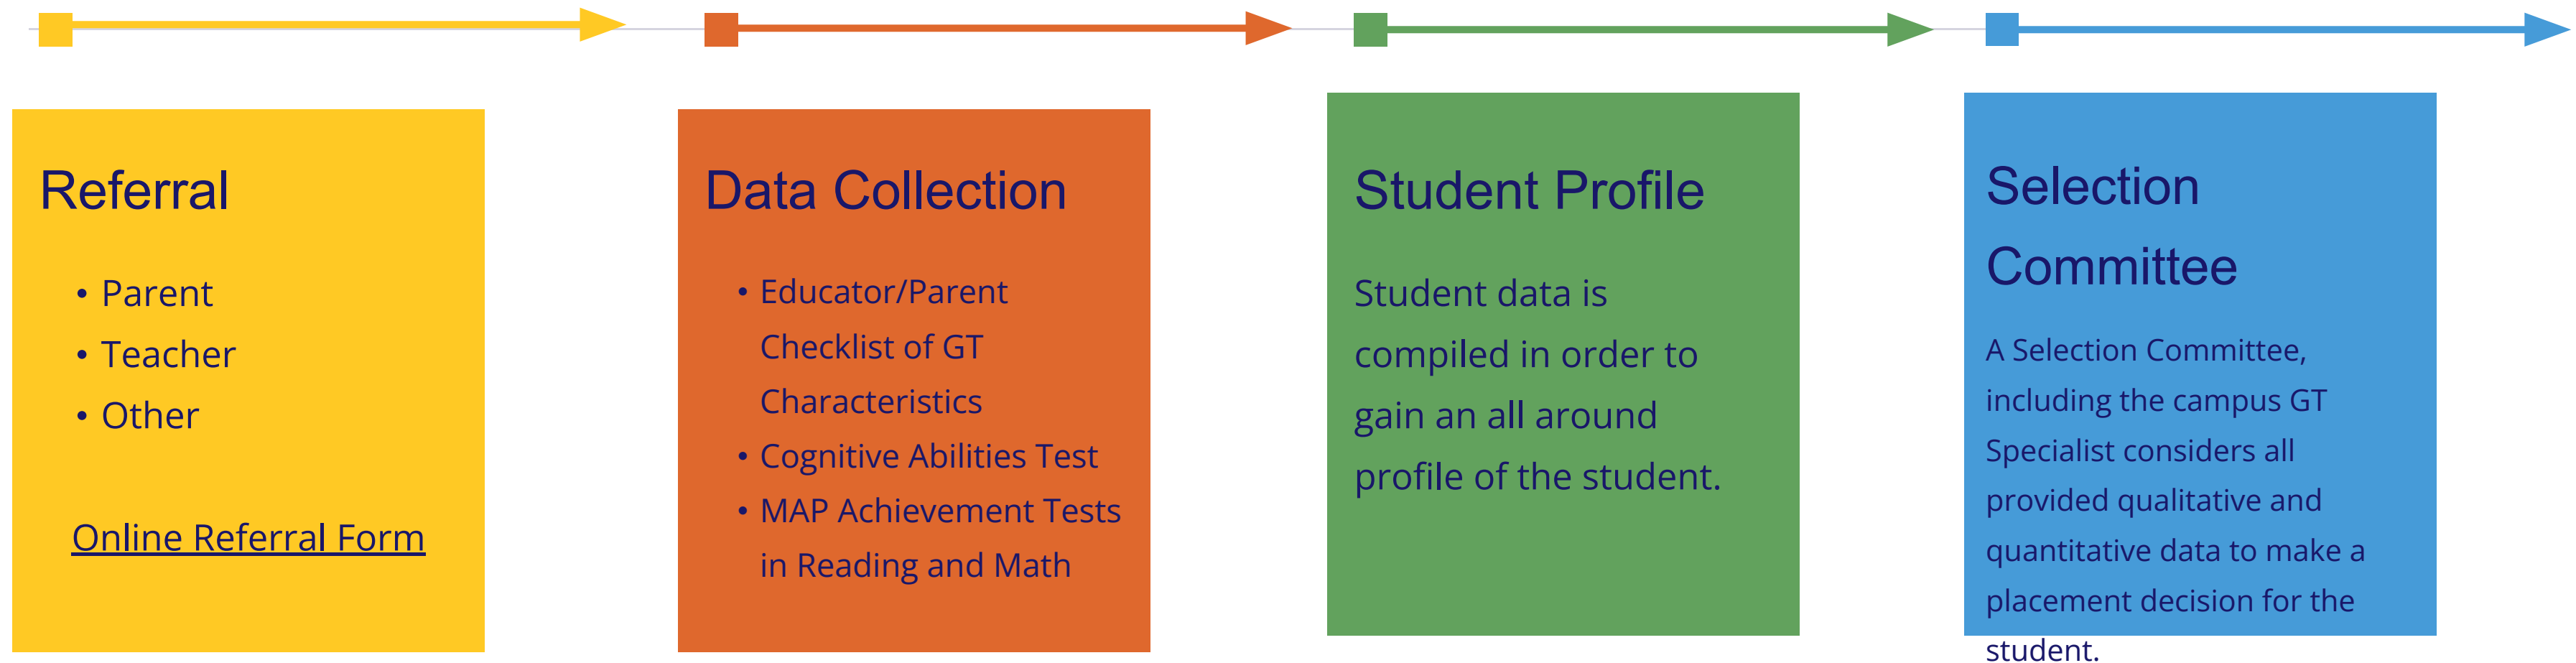 Referral
• Parent
• Teacher
• Other
Online Referral Form
Data Collection
• Educator/Parent
Checklist of GT
Characteristics
• Cognitive Abilities Test
• MAP Achievement Tests
in Reading and Math
Student Profile
Student data is
compiled in order to
gain an all around
profile of the student.
Selection
Committee
A Selection Committee,
including the campus GT
Specialist considers all
provided qualitative and
quantitative data to make a
placement decision for the
student.